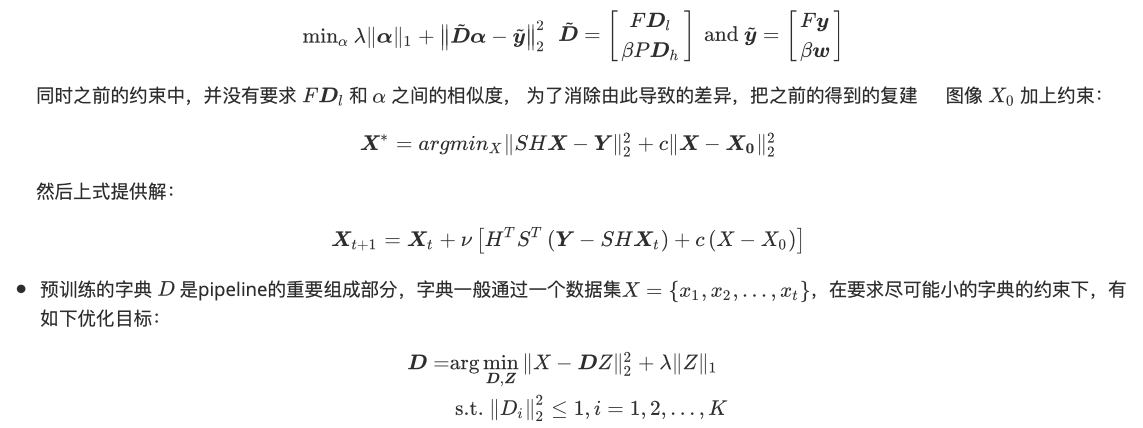 $\min_{\alpha} \lambda\|\boldsymbol{\alpha}\|_1 + \|\tilde{\boldsymbol{D}}\boldsymbol{\alpha} - \tilde{\boldsymbol{y}}\|_2^2 \;\; \tilde{\boldsymbol{D}} = \begin{bmatrix} F\boldsymbol{D}_l \\ \beta P\boldsymbol{D}_h \end{bmatrix} \text{ and } \tilde{\boldsymbol{y}} = \begin{bmatrix} F\boldsymbol{y} \\ \beta\boldsymbol{w} \end{bmatrix}$
同时之前的约束中，并没有要求 $F\boldsymbol{D}_l$ 和 $\alpha$ 之间的相似度， 为了消除由此导致的差异，把之前的得到的复建 图像 $X_0$ 加上约束：
$\boldsymbol{X}^* = argmin_X \|SH\boldsymbol{X} - \boldsymbol{Y}\|_2^2 + c\|\boldsymbol{X} - \boldsymbol{X_0}\|_2^2$
然后上式提供解：
$\boldsymbol{X}_{t+1} = \boldsymbol{X}_t + \nu \left[ H^T S^T (\boldsymbol{Y} - SH\boldsymbol{X}_t) + c(X - X_0) \right]$
● 预训练的字典 $D$ 是pipeline的重要组成部分，字典一般通过一个数据集$X = \{x_1, x_2, \ldots, x_t\}$，在要求尽可能小的字典的约束下，有
如下优化目标：
$\boldsymbol{D} = \arg\min_{\boldsymbol{D},\boldsymbol{Z}} \|X - \boldsymbol{D}Z\|_2^2 + \lambda\|Z\|_1$
$\text{s.t. } \|D_i\|_2^2 \leq 1, i = 1, 2, \ldots, K$